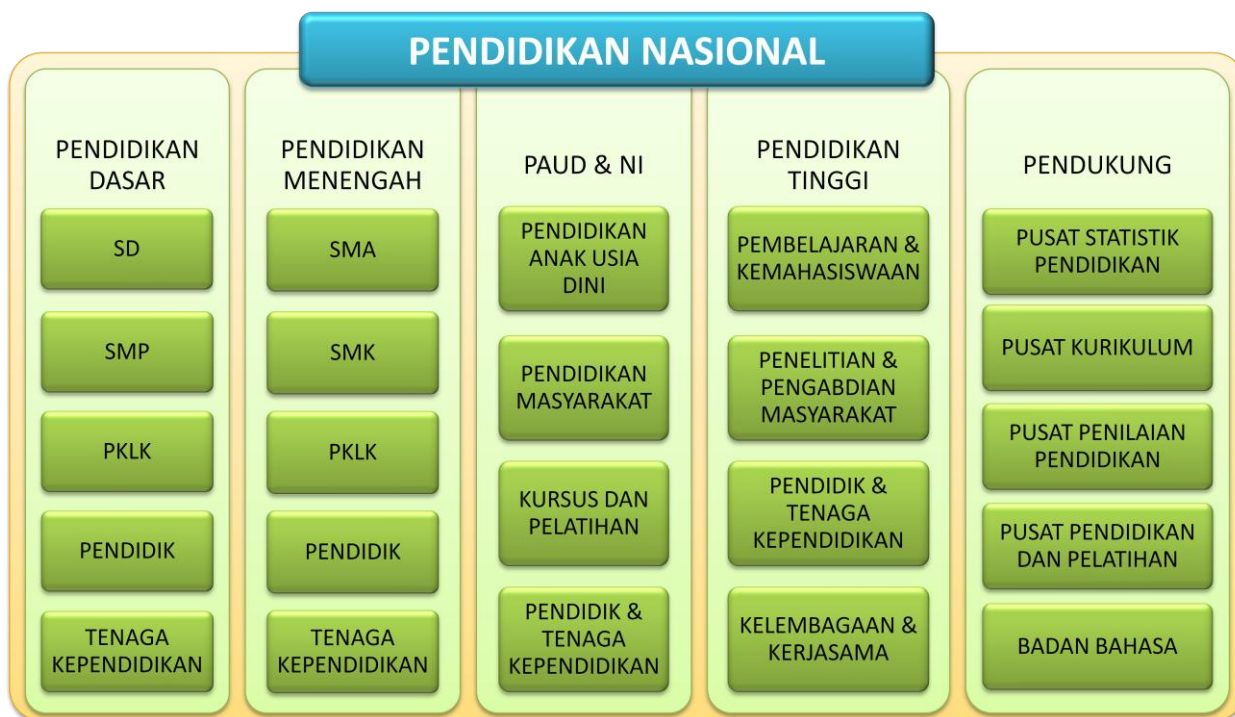 PENDIDIKAN NASIONAL
PENDIDIKAN
DASAR
SD
SMP
PKLK
PENDIDIK
TENAGA
KEPENDIDIKAN
PENDIDIKAN
MENENGAH
SMA
SMK
PKLK
PENDIDIK
TENAGA
KEPENDIDIKAN
PAUD & NI
PENDIDIKAN
ANAK USIA
DINI
PENDIDIKAN
MASYARAKAT
KURSUS DAN
PELATIHAN
PENDIDIK &
TENAGA
KEPENDIDIKAN
PENDIDIKAN
TINGGI
PEMBELAJARAN &
KEMAHASISWAAN
PENELITIAN &
PENGABDIAN
MASYARAKAT
PENDIDIK &
TENAGA
KEPENDIDIKAN
KELEMBAGAAN &
KERJASAMA
PENDUKUNG
PUSAT STATISTIK
PENDIDIKAN
PUSAT KURIKULUM
PUSAT PENILAIAN
PENDIDIKAN
PUSAT PENDIDIKAN
DAN PELATIHAN
BADAN BAHASA